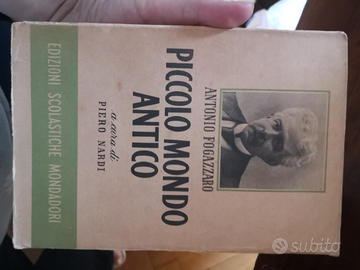 ANTONIO FOGAZZARO
PICCOLO MONDO
ANTICO
a cura di
PIERO NARDI
EDIZIONI SCOLASTICHE MONDADORI
subito